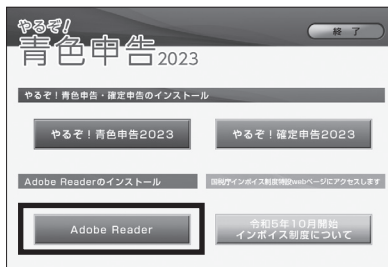 やるぞ！
青色申告2023
終 了
やるぞ！青色申告・確定申告のインストール
やるぞ！青色申告2023
やるぞ！確定申告2023
Adobe Readerのインストール
国税庁インボイス制度特設webページにアクセスします
Adobe Reader
令和5年10月開始
インボイス制度について